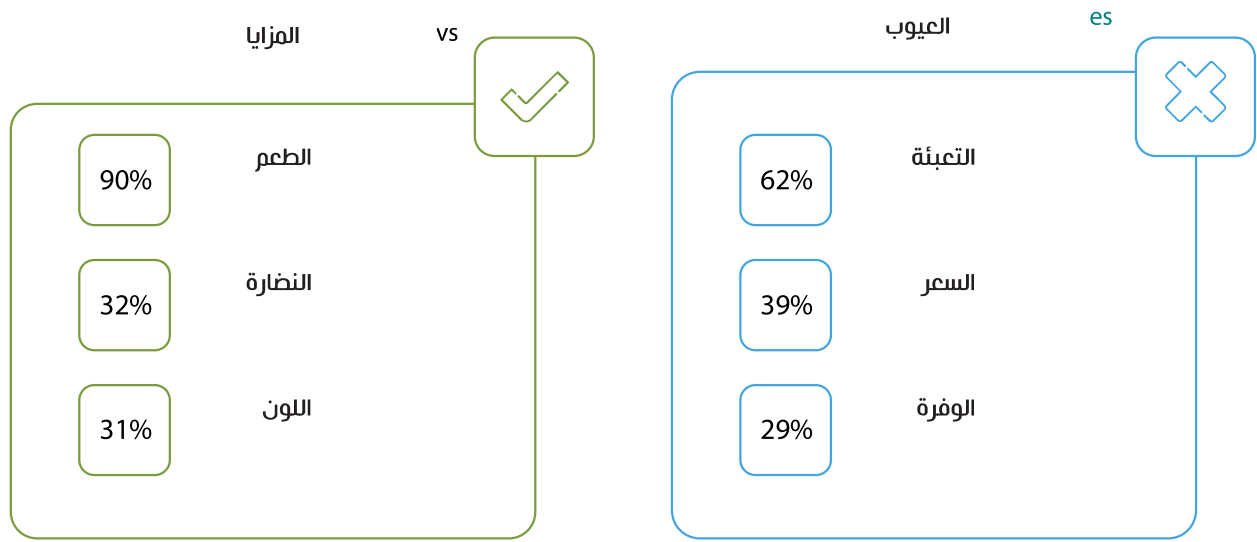 المزايا
vs
الطعم
90%
النضارة
32%
اللون
31%
العيوب
es
التعبئة
62%
السعر
39%
الوفرة
29%